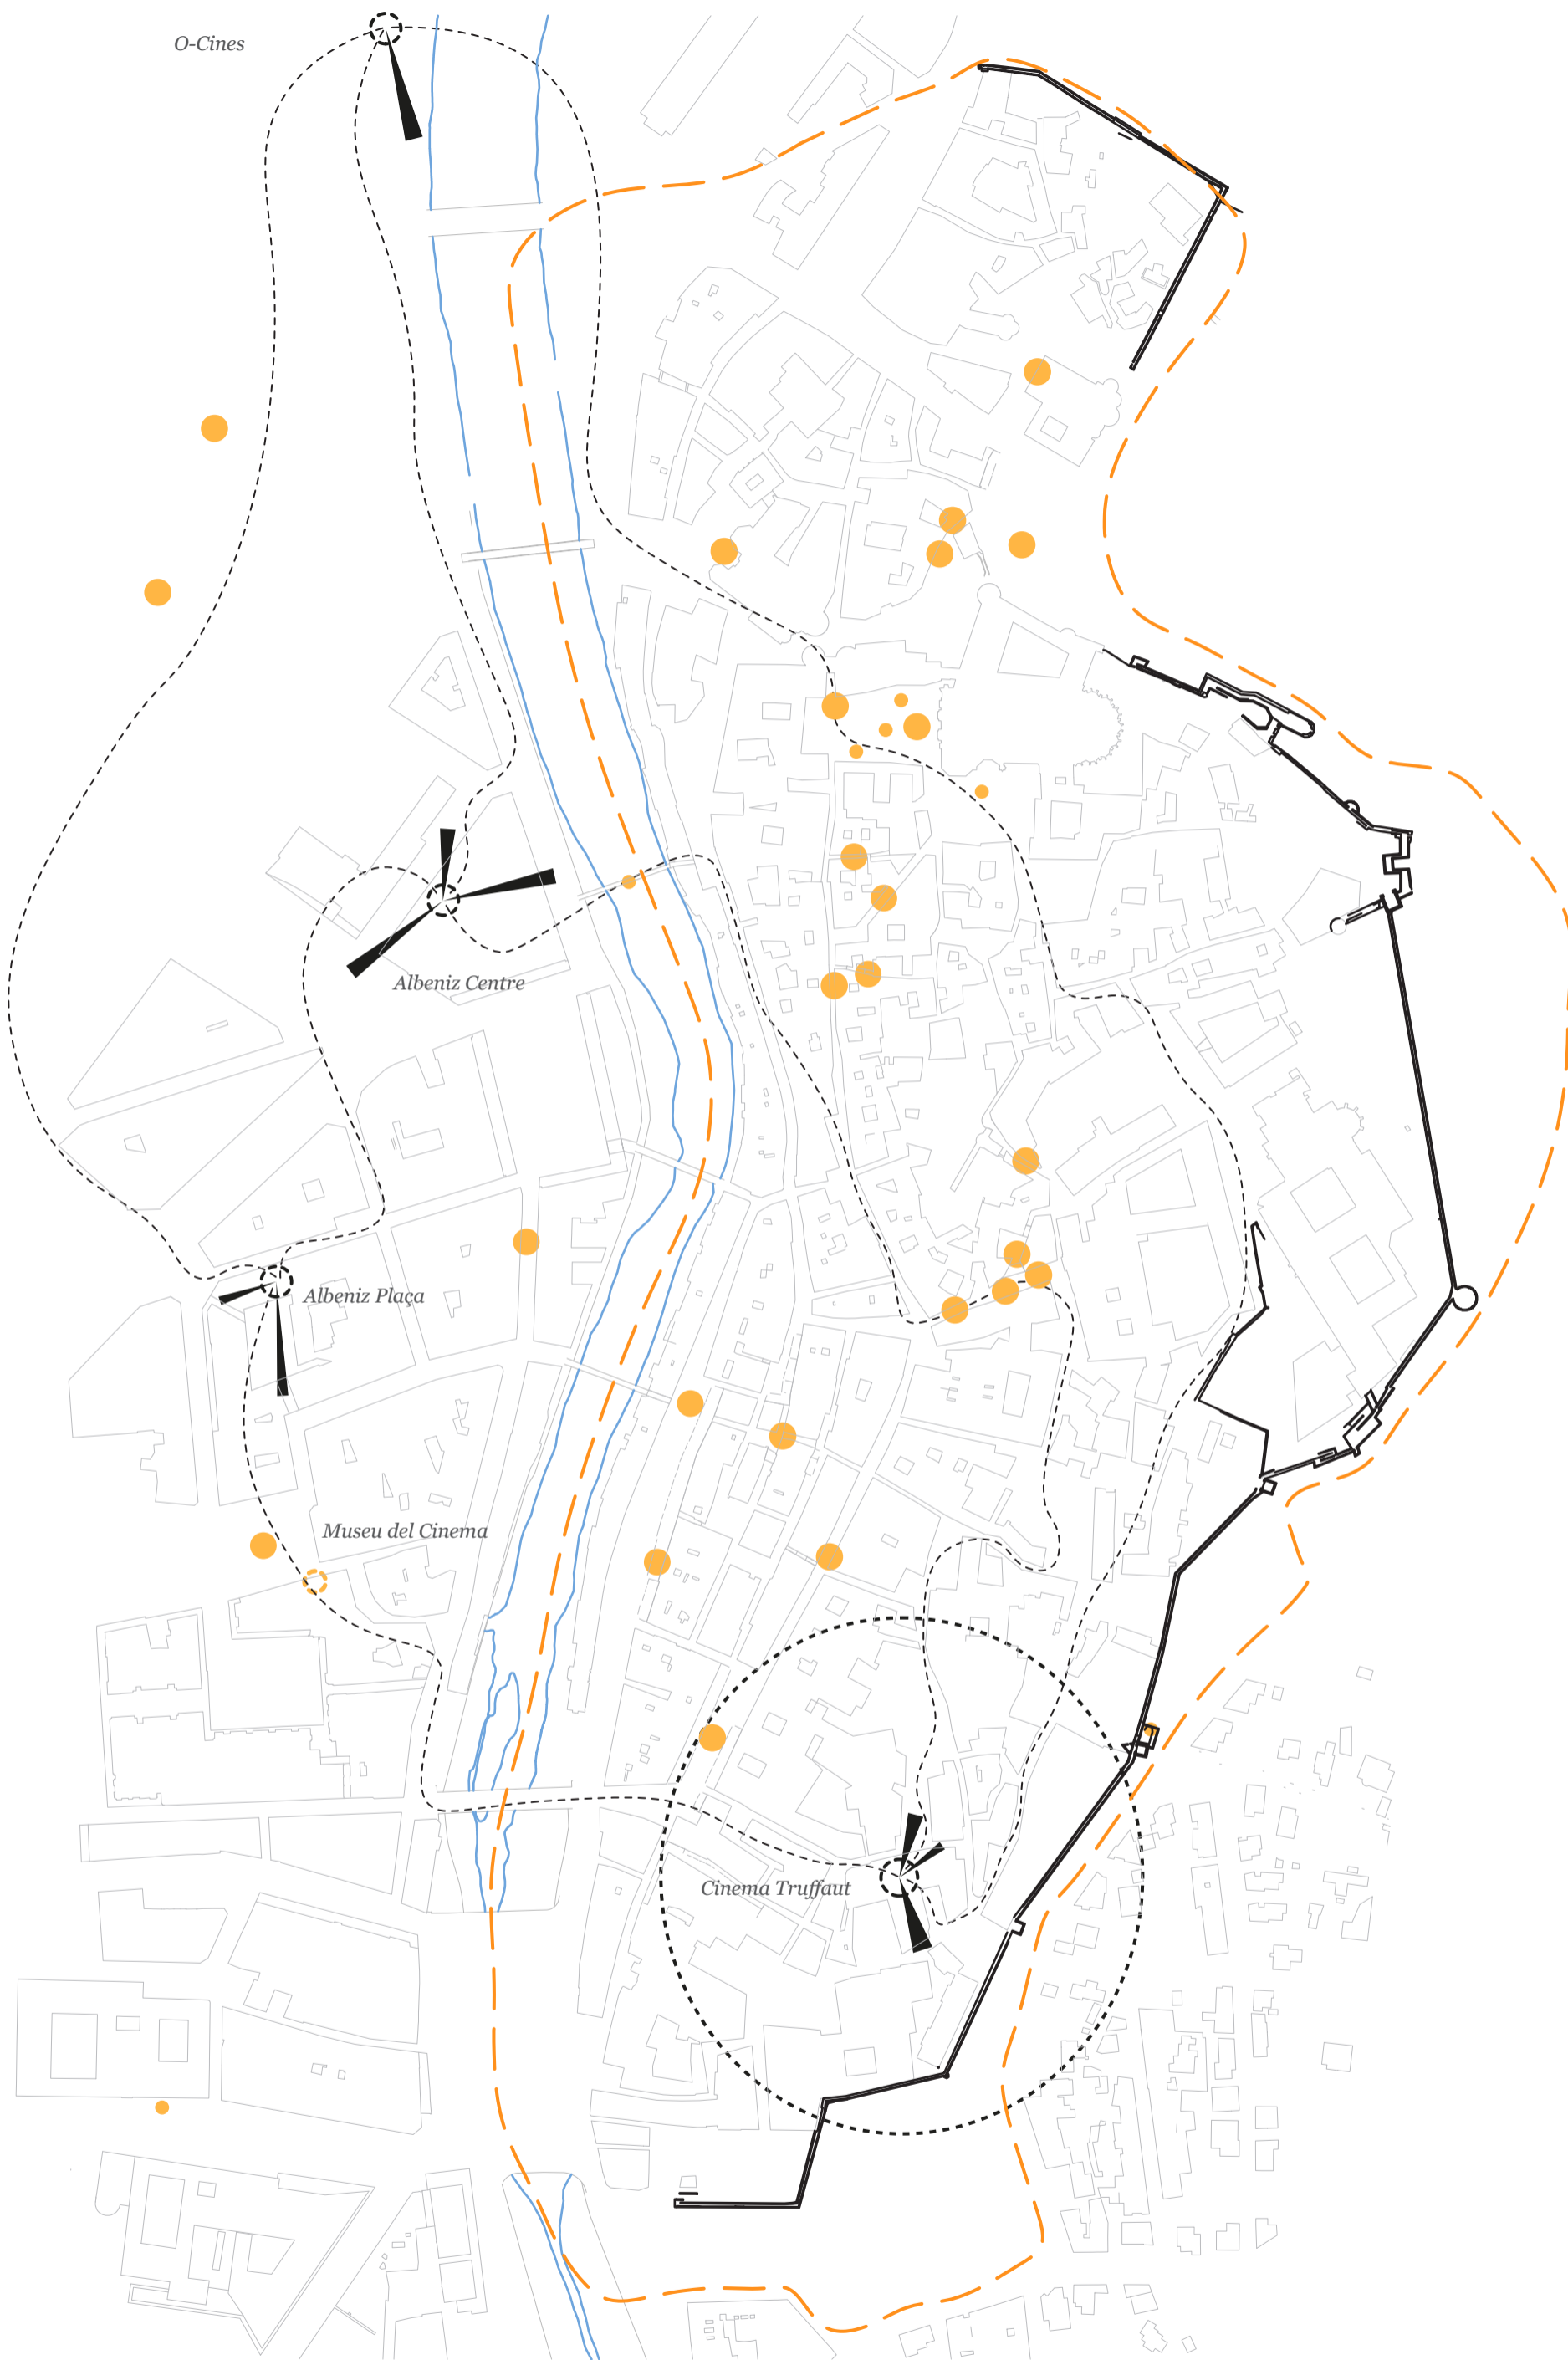 O-Cines
Albeniz Centre
Albeniz Plaça
Museu del Cinema
Cinema Truffaut